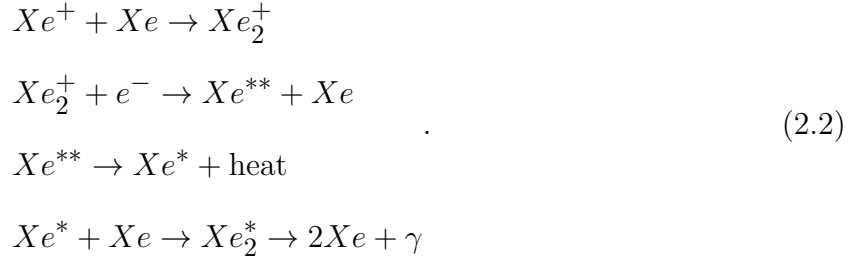 Xe⁺ + Xe → Xe₂⁺
Xe₂⁺ + e⁻ → Xe** + Xe
. (2.2)
Xe** → Xe* + heat
Xe* + Xe → Xe₂* → 2Xe + γ